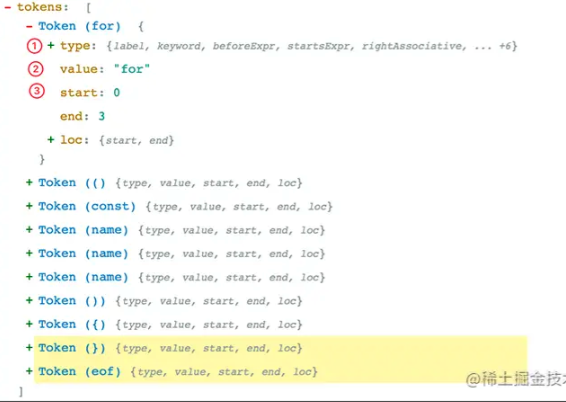 - tokens: [
- Token (for) {
① + type: {label, keyword, beforeExpr, startsExpr, rightAssociative, ... +6}
② value: "for"
③ start: 0
end: 3
+ loc: {start, end}
}
+ Token (() {type, value, start, end, loc}
+ Token (const) {type, value, start, end, loc}
+ Token (name) {type, value, start, end, loc}
+ Token (name) {type, value, start, end, loc}
+ Token (name) {type, value, start, end, loc}
+ Token ()) {type, value, start, end, loc}
+ Token ({) {type, value, start, end, loc}
+ Token (}) {type, value, start, end, loc}
+ Token (eof) {type, value, start, end, loc}
@稀土掘金技
]